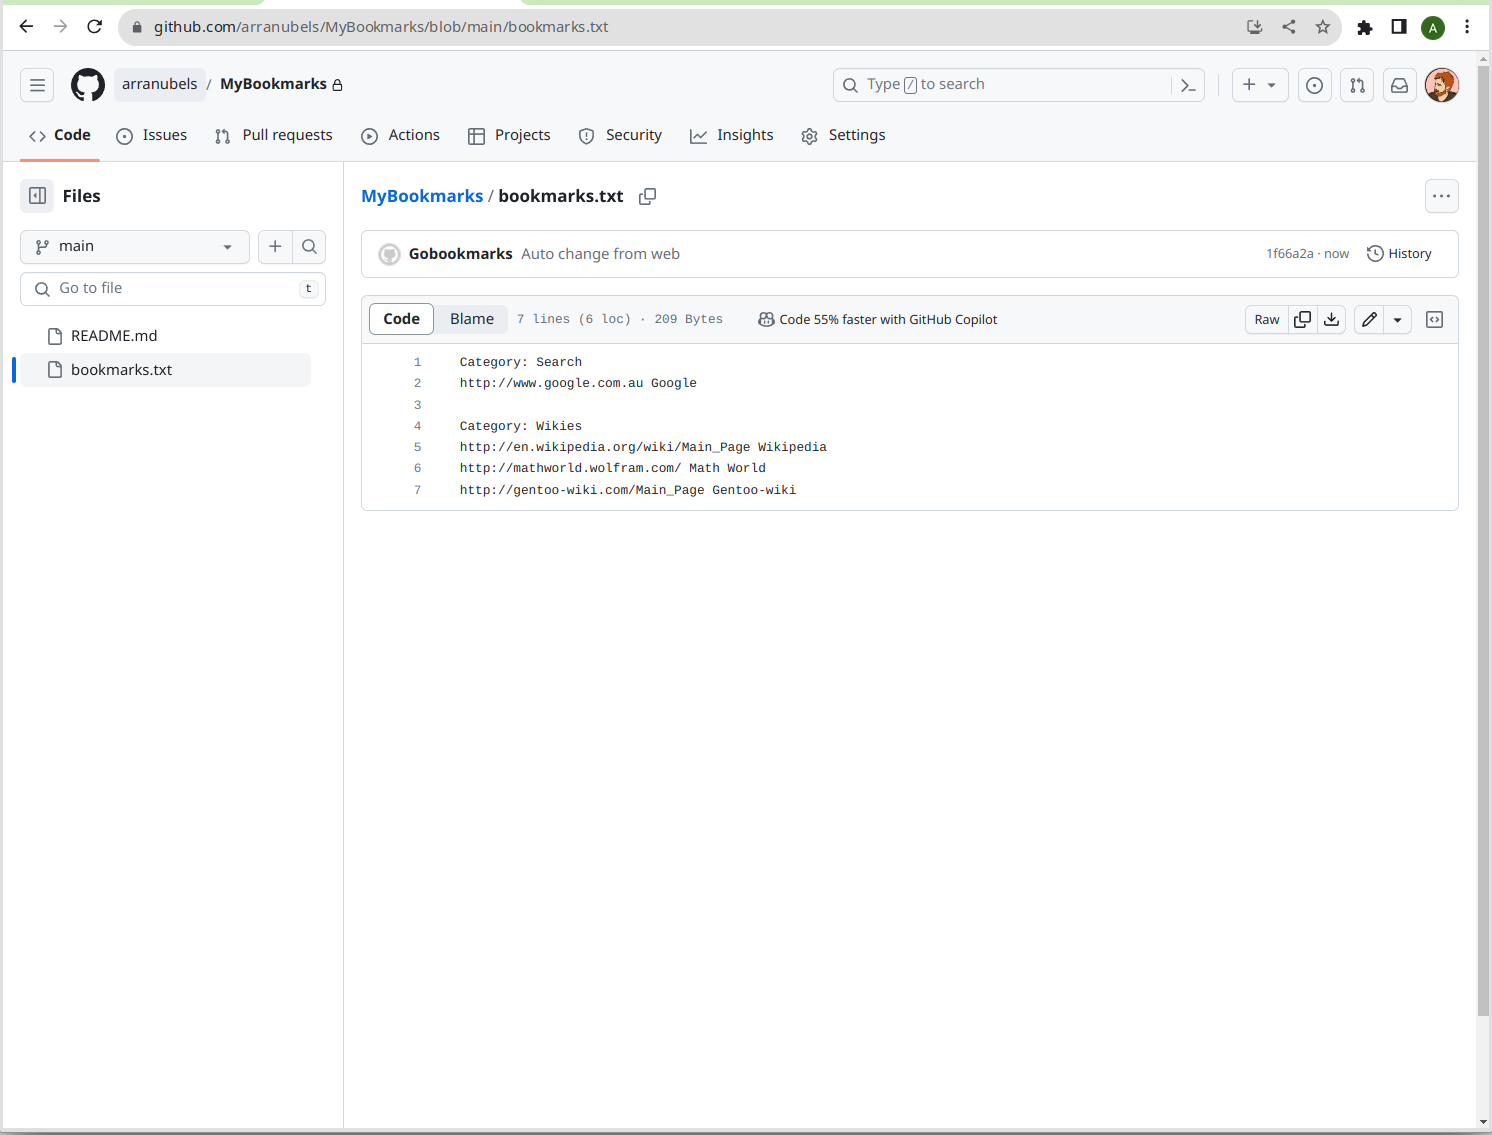 github.com/arranubels/MyBookmarks/blob/main/bookmarks.txt
A
arranubels / MyBookmarks
Type / to search
Code Issues Pull requests Actions Projects Security Insights Settings
Files
main
Go to file t
README.md
bookmarks.txt
MyBookmarks / bookmarks.txt
Gobookmarks Auto change from web 1f66a2a · now History
Code Blame 7 lines (6 loc) · 209 Bytes Code 55% faster with GitHub Copilot Raw
1 Category: Search
2 http://www.google.com.au Google
3
4 Category: Wikies
5 http://en.wikipedia.org/wiki/Main_Page Wikipedia
6 http://mathworld.wolfram.com/ Math World
7 http://gentoo-wiki.com/Main_Page Gentoo-wiki